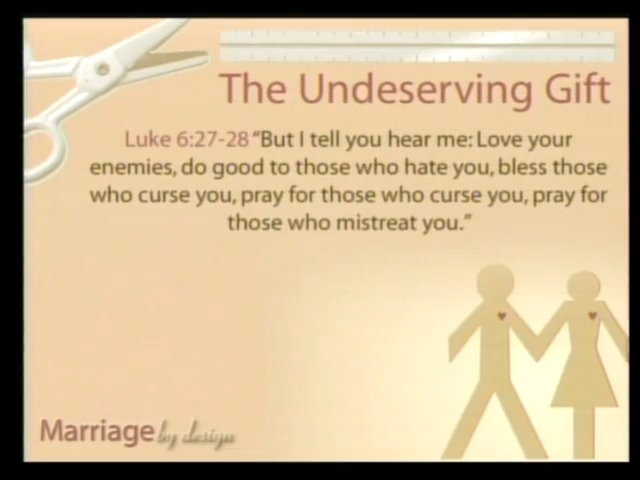 The Undeserving Gift
Luke 6:27-28 “But I tell you hear me: Love your
enemies, do good to those who hate you, bless those
who curse you, pray for those who curse you, pray for
those who mistreat you.”
Marriage by design